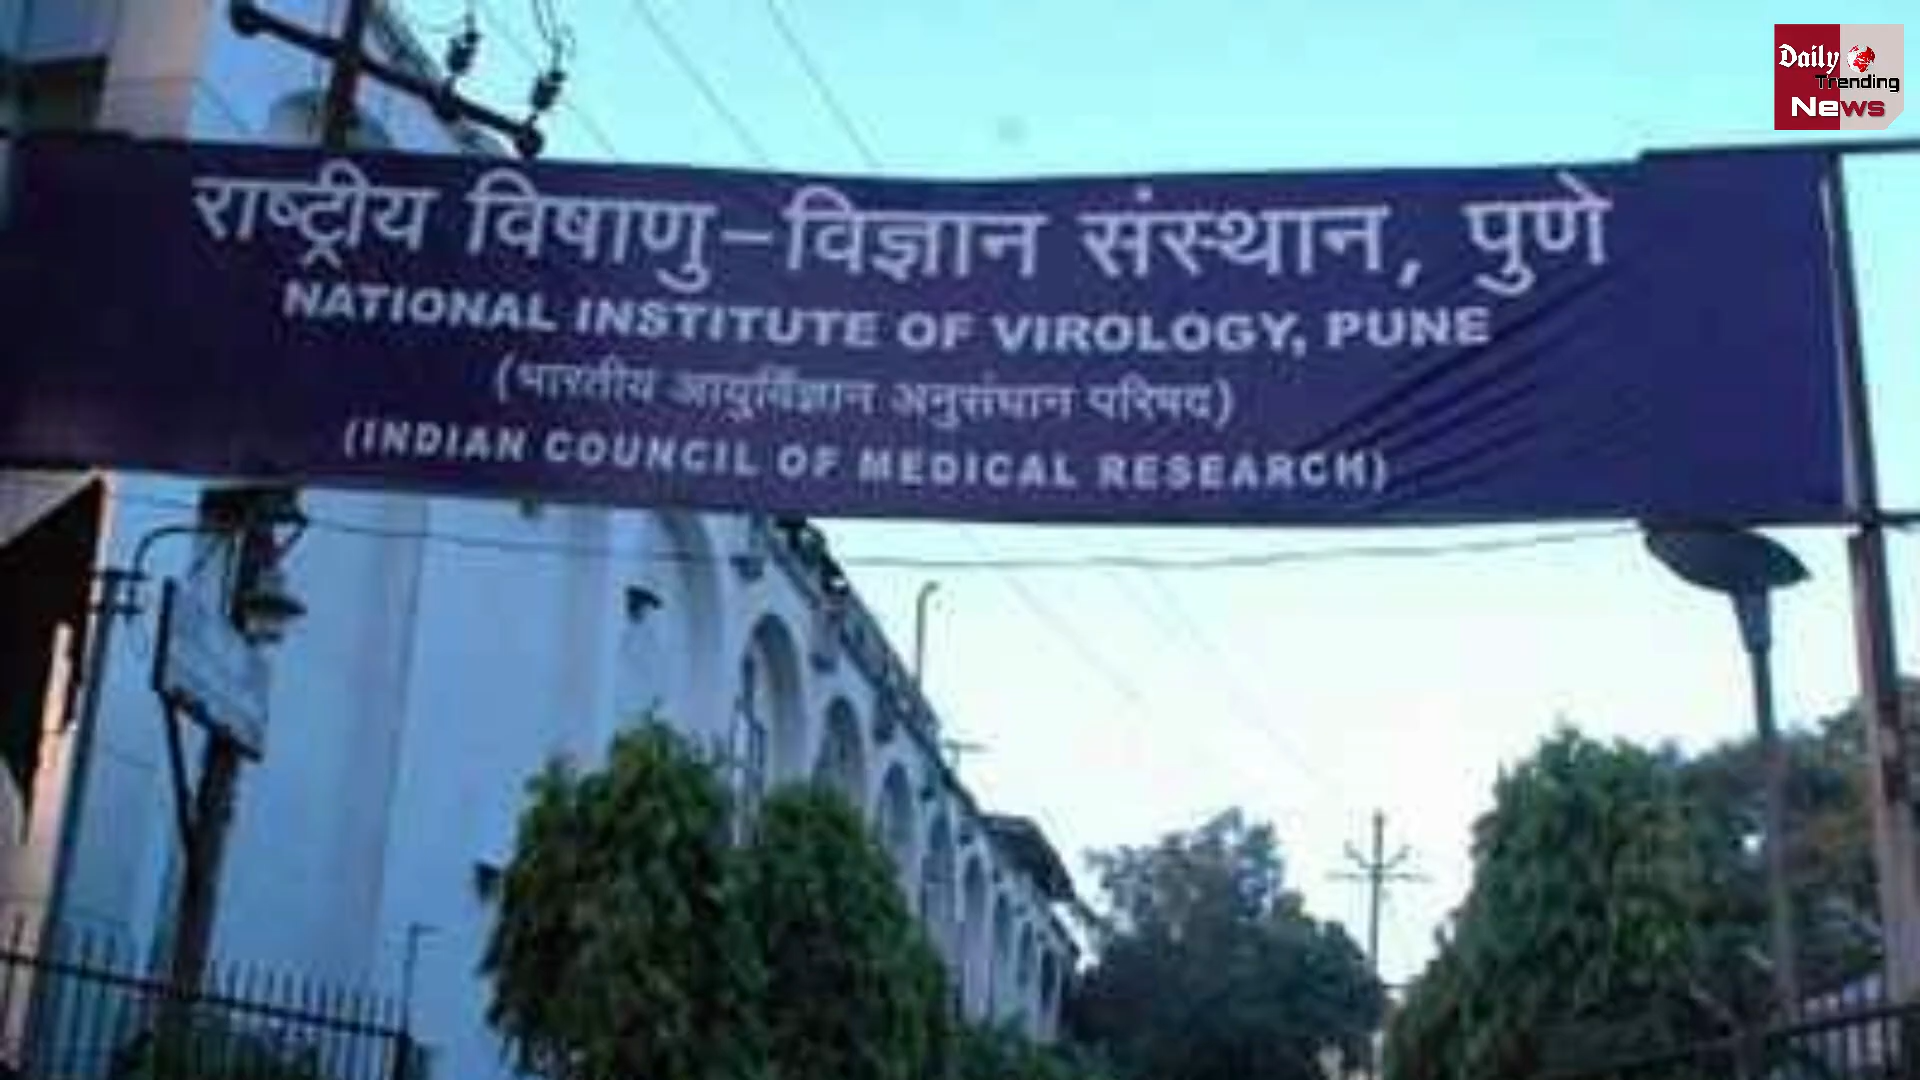 Daily
Trending
News
राष्ट्रीय विषाणु-विज्ञान संस्थान, पुणे
NATIONAL INSTITUTE OF VIROLOGY, PUNE
(भारतीय आयुर्विज्ञान अनुसंधान परिषद)
(INDIAN COUNCIL OF MEDICAL RESEARCH)